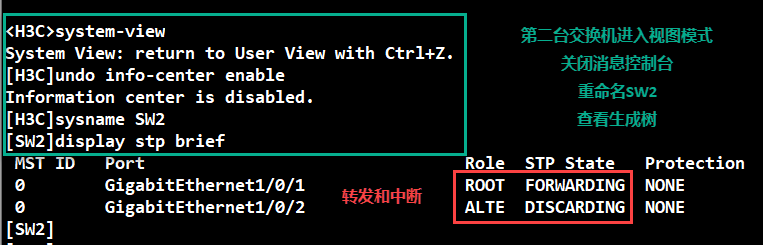 <H3C>system-view
System View: return to User View with Ctrl+Z.
[H3C]undo info-center enable
Information center is disabled.
[H3C]sysname SW2
[SW2]display stp brief
第二台交换机进入视图模式
关闭消息控制台
重命名SW2
查看生成树
MST ID Port Role STP State Protection
0 GigabitEthernet1/0/1 ROOT FORWARDING NONE
0 GigabitEthernet1/0/2 ALTE DISCARDING NONE
转发和中断
[SW2]